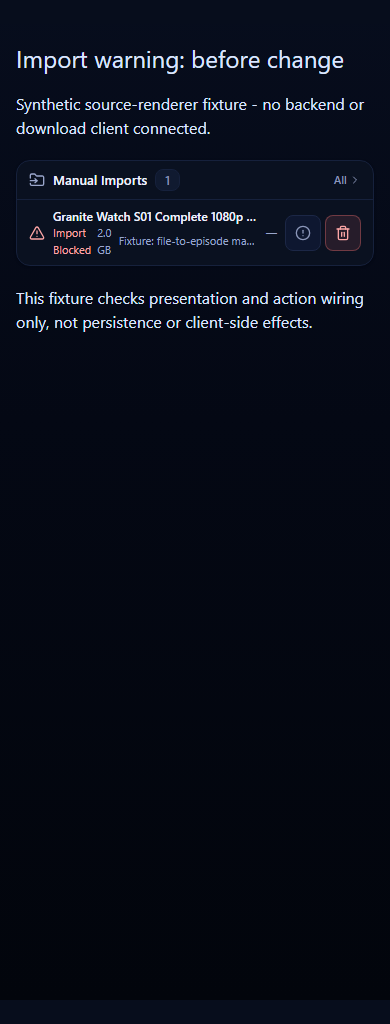 Import warning: before change
Synthetic source-renderer fixture - no backend or
download client connected.
Manual Imports 1 All
Granite Watch S01 Complete 1080p ...
Import Blocked 2.0 GB Fixture: file-to-episode ma... —
This fixture checks presentation and action wiring
only, not persistence or client-side effects.